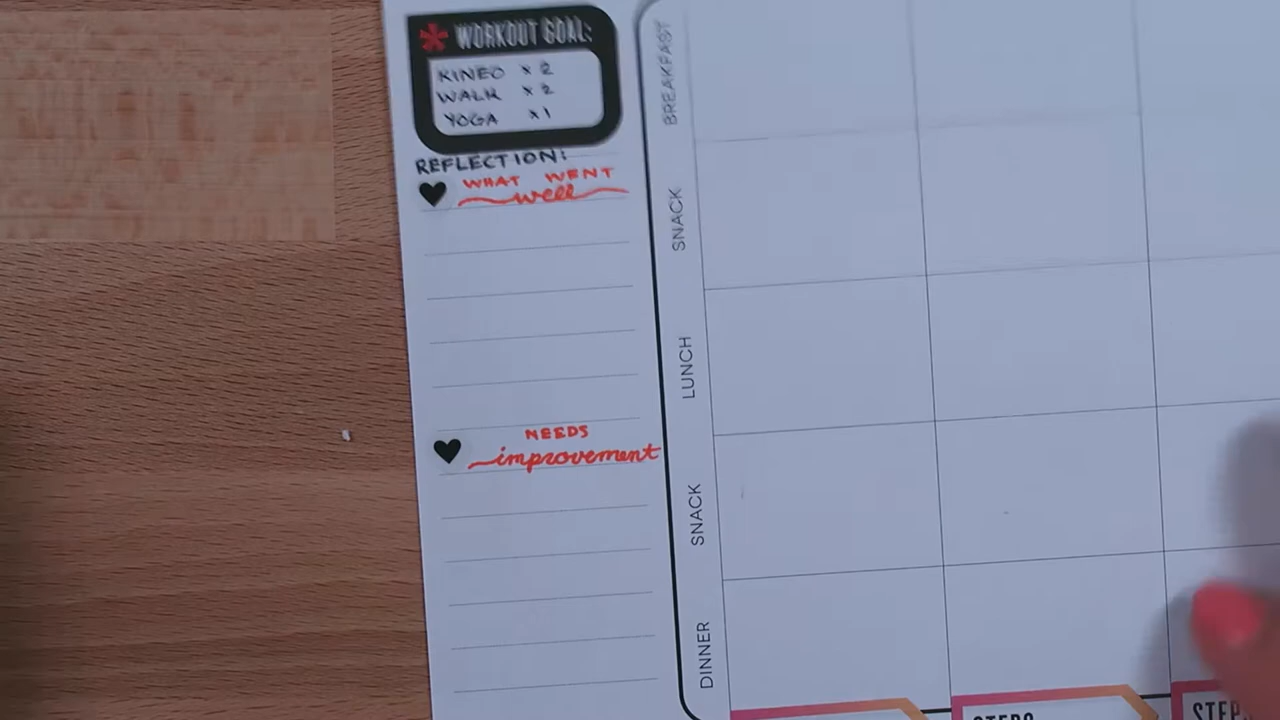 WORKOUT GOAL:
KINEO x 2
WALK x 2
YOGA x1
REFLECTION:
WHAT WENT
well
NEEDS
improvement
BREAKFAST
SNACK
LUNCH
SNACK
DINNER
STEPS